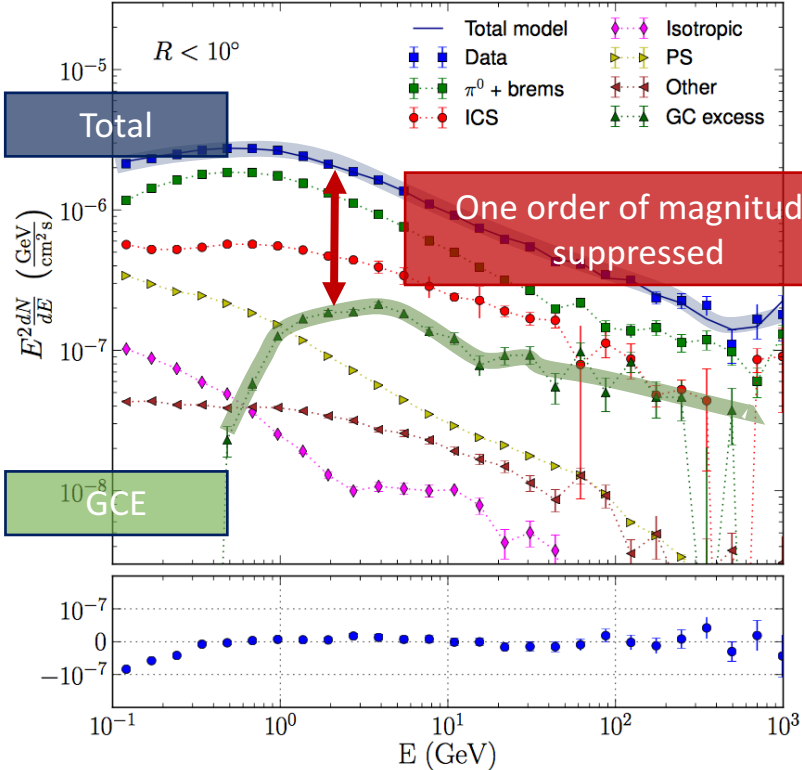 R < 10°
Total model
Data
π⁰ + brems
ICS
Isotropic
PS
Other
GC excess
10⁻⁵
Total
10⁻⁶
One order of magnitud
suppressed
E² dN/dE (GeV/cm² s)
10⁻⁷
10⁻⁸
GCE
10⁻⁷
0
−10⁻⁷
10⁻¹ 10⁰ 10¹ 10² 10³
E (GeV)